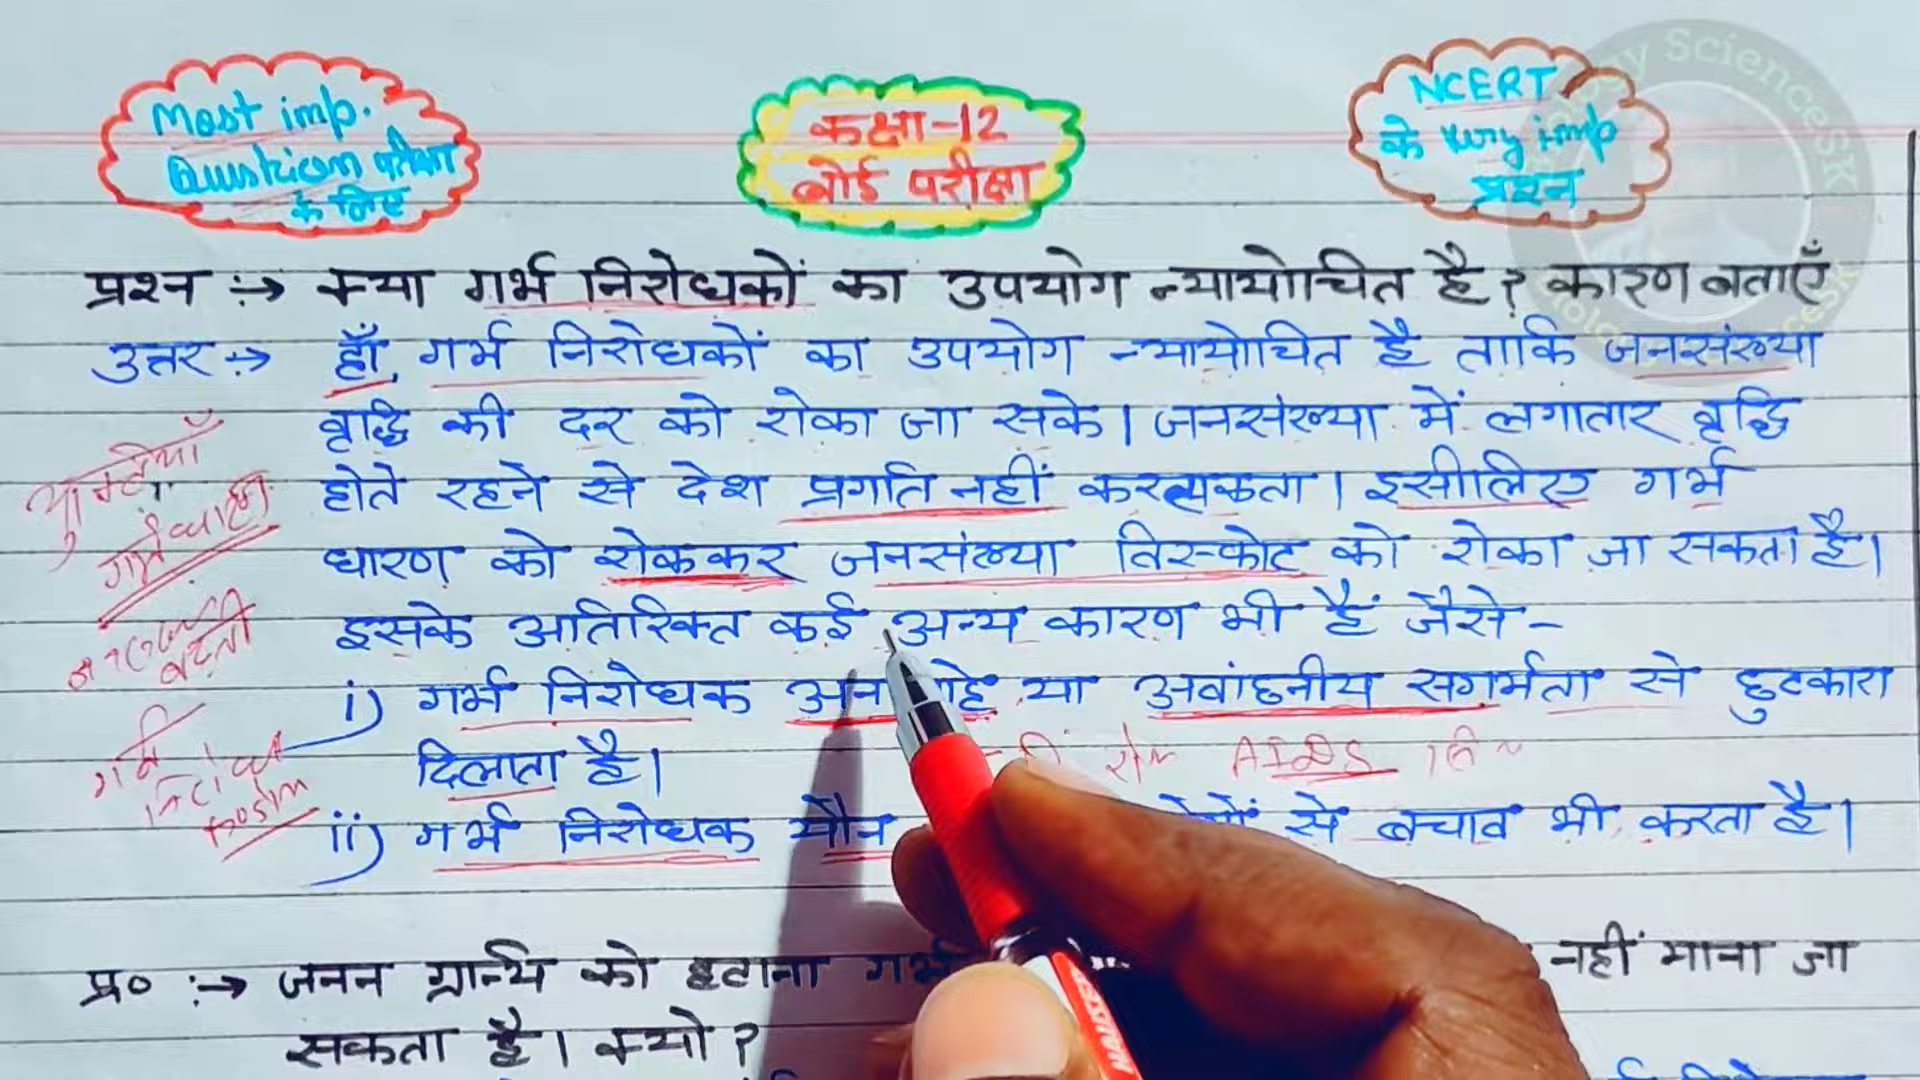 Most imp.
Question परीक्षा
के लिए
कक्षा-12
बोर्ड परीक्षा
NCERT
के very imp
प्रश्न
प्रश्न :→ क्या गर्भ निरोधकों का उपयोग न्यायोचित है? कारण बताएँ
उत्तर :→ हाँ, गर्भ निरोधकों का उपयोग न्यायोचित है ताकि जनसंख्या
वृद्धि की दर को रोका जा सके। जनसंख्या में लगातार वृद्धि
होते रहने से देश प्रगति नहीं कर सकता। इसीलिए गर्भ
धारण को रोककर जनसंख्या विस्फोट को रोका जा सकता है।
इसके अतिरिक्त कई अन्य कारण भी हैं जैसे-
i) गर्भ निरोधक या अवांछनीय सगर्भता से छुटकारा
दिलाता है।
AIDS
ii) गर्भ निरोधक यौन से बचाव भी करता है।
प्र० :→ जनन ग्रन्थि को हटाना नहीं माना जा
सकता है। क्यो?